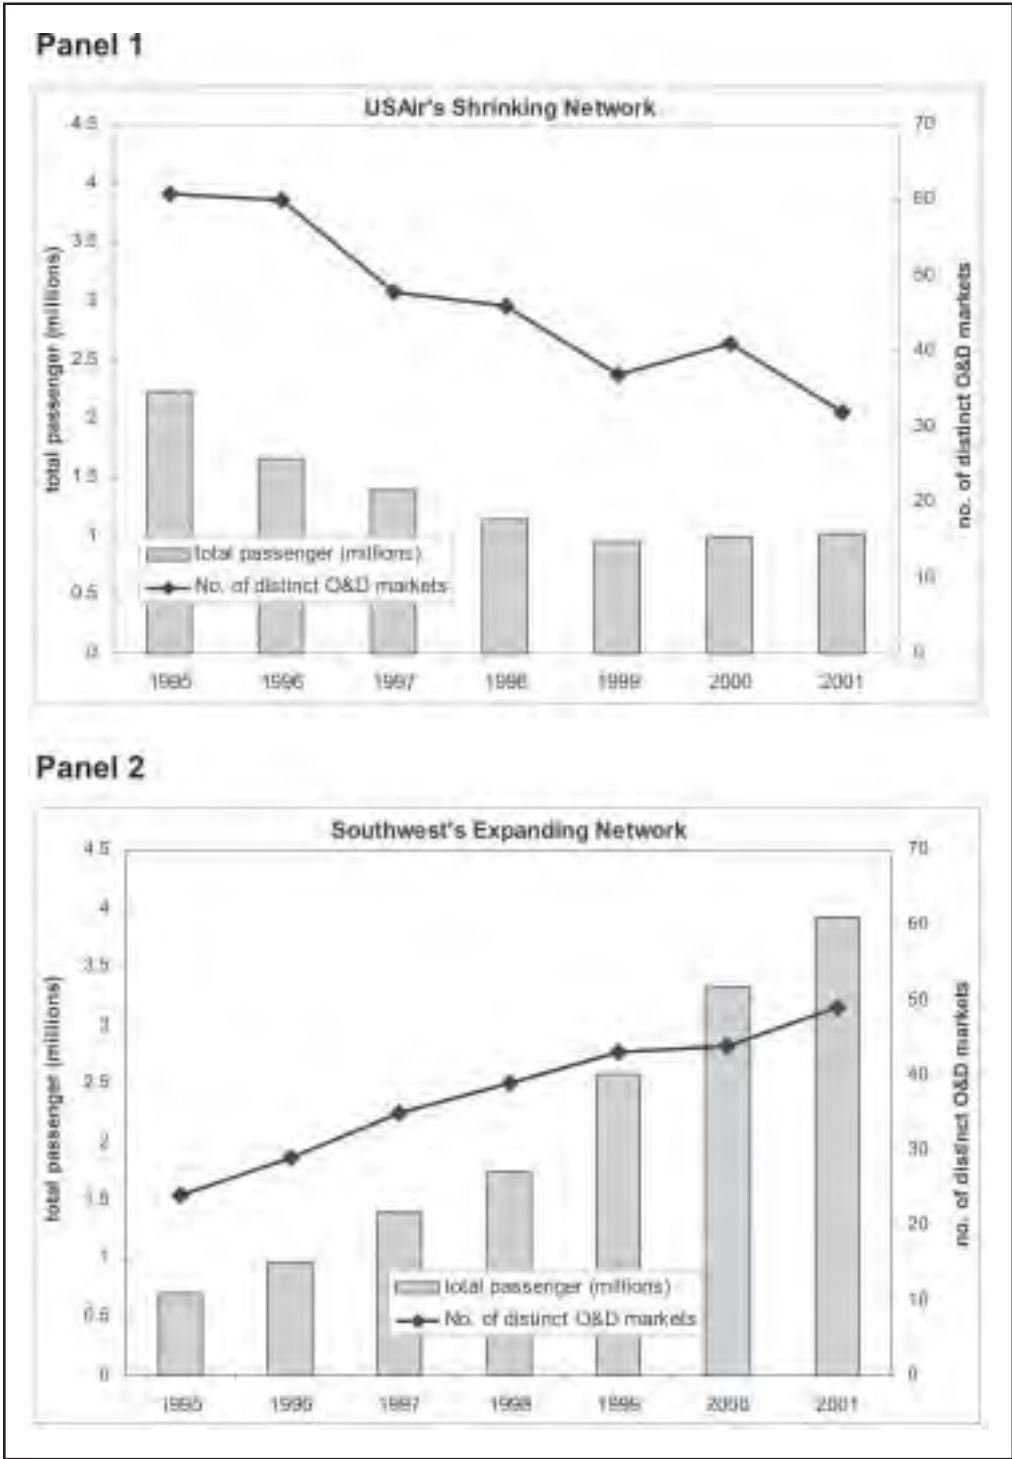 Panel 1
USAir's Shrinking Network
4.5
4
3.5
3
2.5
2
1.5
1
0.5
0
total passenger (millions)
70
60
50
40
30
20
10
0
no. of distinct O&D markets
total passenger (millions)
No. of distinct O&D markets
1995 1996 1997 1998 1999 2000 2001
Panel 2
Southwest's Expanding Network
4.5
4
3.5
3
2.5
2
1.5
1
0.5
0
total passenger (millions)
70
60
50
40
30
20
10
0
no. of distinct O&D markets
total passenger (millions)
No. of distinct O&D markets
1995 1996 1997 1998 1999 2000 2001